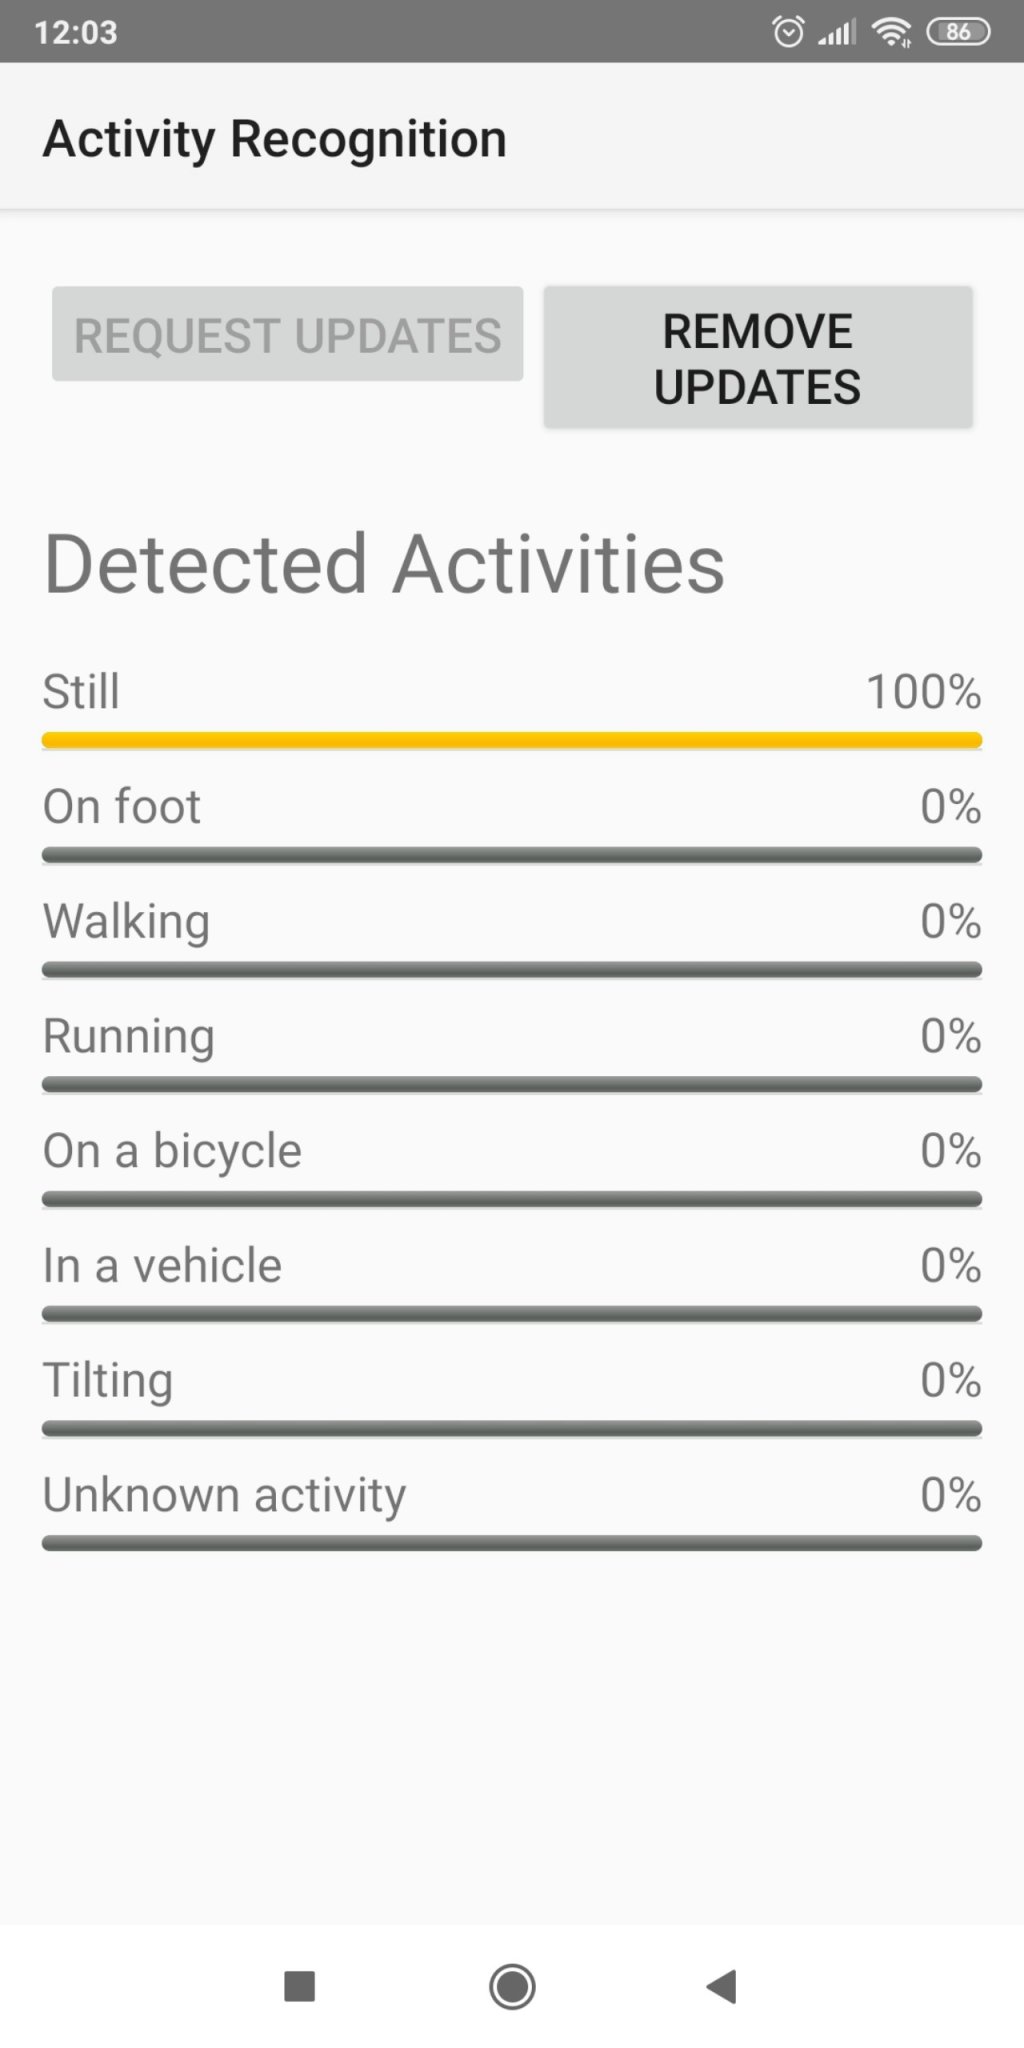 12:03
86
Activity Recognition
REQUEST UPDATES
REMOVE
UPDATES
Detected Activities
Still 100%
On foot 0%
Walking 0%
Running 0%
On a bicycle 0%
In a vehicle 0%
Tilting 0%
Unknown activity 0%